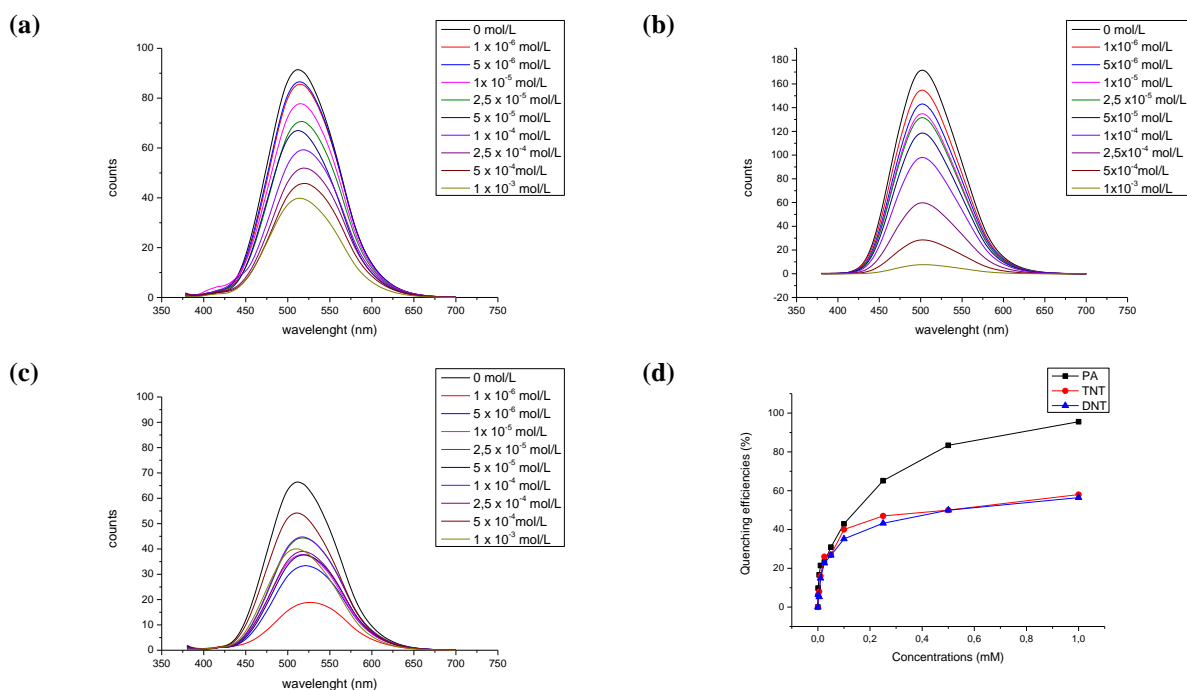 (a)
counts
100
80
60
40
20
0
350 400 450 500 550 600 650 700 750
wavelenght (nm)
0 mol/L
1 x 10⁻⁶ mol/L
5 x 10⁻⁶ mol/L
1x 10⁻⁵ mol/L
2,5 x 10⁻⁵ mol/L
5 x 10⁻⁵ mol/L
1 x 10⁻⁴ mol/L
2,5 x 10⁻⁴ mol/L
5 x 10⁻⁴mol/L
1 x 10⁻³ mol/L
(b)
counts
180
160
140
120
100
80
60
40
20
0
-20
350 400 450 500 550 600 650 700 750
wavelenght (nm)
0 mol/L
1x10⁻⁶ mol/L
5x10⁻⁶ mol/L
1x10⁻⁵ mol/L
2,5 x10⁻⁵ mol/L
5x10⁻⁵ mol/L
1x10⁻⁴ mol/L
2,5x10⁻⁴ mol/L
5x10⁻⁴mol/L
1x10⁻³ mol/L
(c)
counts
100
90
80
70
60
50
40
30
20
10
0
350 400 450 500 550 600 650 700 750
wavelenght (nm)
0 mol/L
1 x 10⁻⁶ mol/L
5 x 10⁻⁶ mol/L
1x 10⁻⁵ mol/L
2,5 x 10⁻⁵ mol/L
5 x 10⁻⁵ mol/L
1 x 10⁻⁴ mol/L
2,5 x 10⁻⁴ mol/L
5 x 10⁻⁴mol/L
1 x 10⁻³ mol/L
(d)
PA
TNT
DNT
Quenching efficiencies (%)
100
80
60
40
20
0
0,0 0,2 0,4 0,6 0,8 1,0
Concentrations (mM)